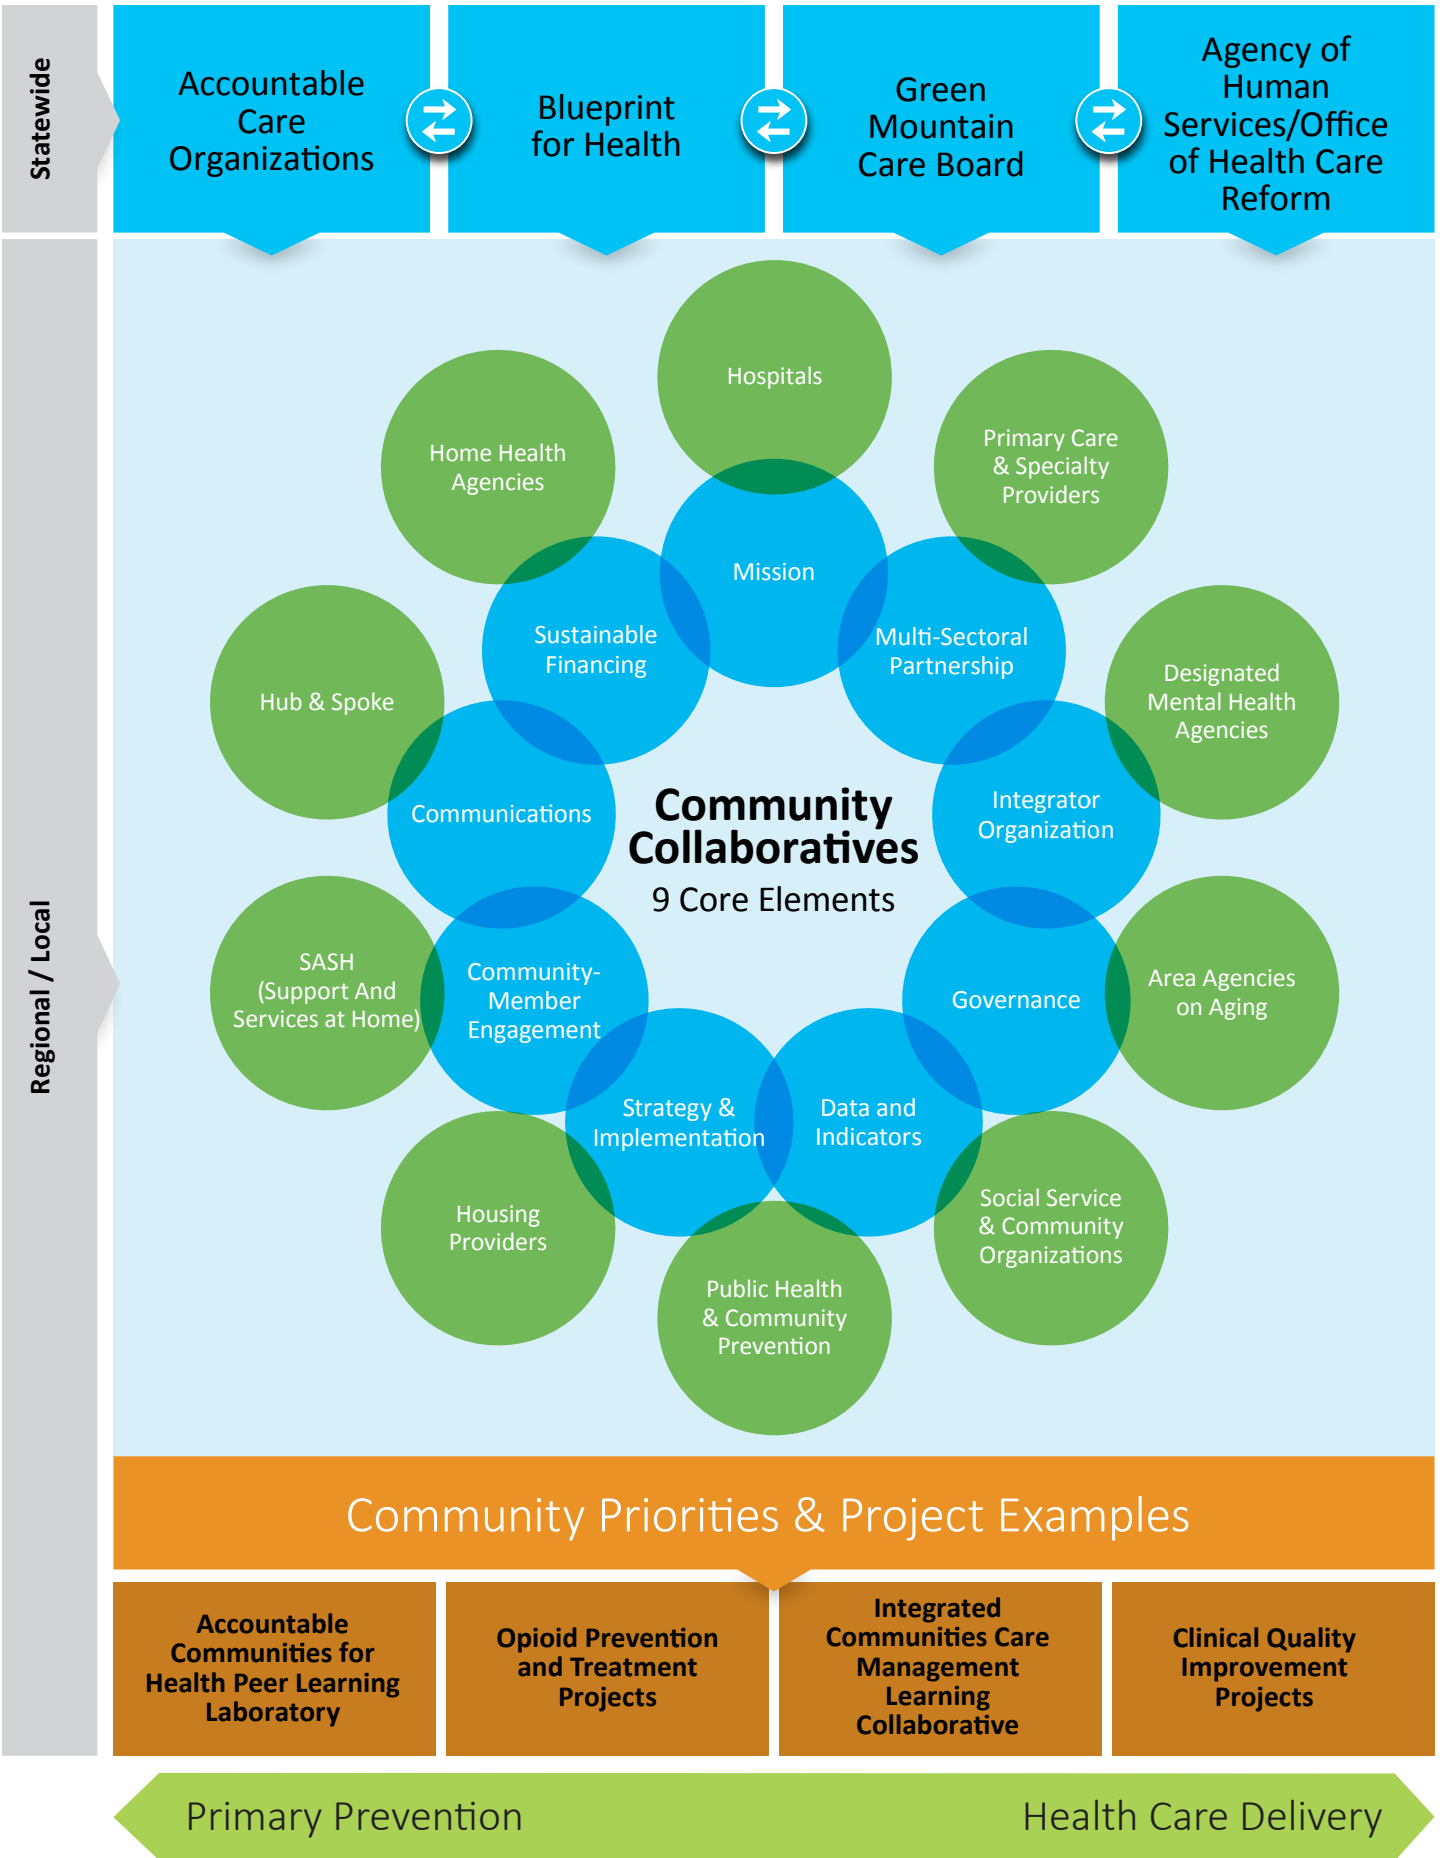 Statewide
Accountable
Care
Organizations
Blueprint
for Health
Green
Mountain
Care Board
Agency of
Human
Services/Office
of Health Care
Reform
Regional / Local
Hospitals
Home Health
Agencies
Primary Care
& Specialty
Providers
Mission
Sustainable
Financing
Multi-Sectoral
Partnership
Hub & Spoke
Designated
Mental Health
Agencies
Communications
Community
Collaboratives
9 Core Elements
Integrator
Organization
SASH
(Support And
Services at Home)
Community-
Member
Engagement
Governance
Area Agencies
on Aging
Strategy &
Implementation
Data and
Indicators
Housing
Providers
Social Service
& Community
Organizations
Public Health
& Community
Prevention
Community Priorities & Project Examples
Accountable
Communities for
Health Peer Learning
Laboratory
Opioid Prevention
and Treatment
Projects
Integrated
Communities Care
Management
Learning
Collaborative
Clinical Quality
Improvement
Projects
Primary Prevention
Health Care Delivery